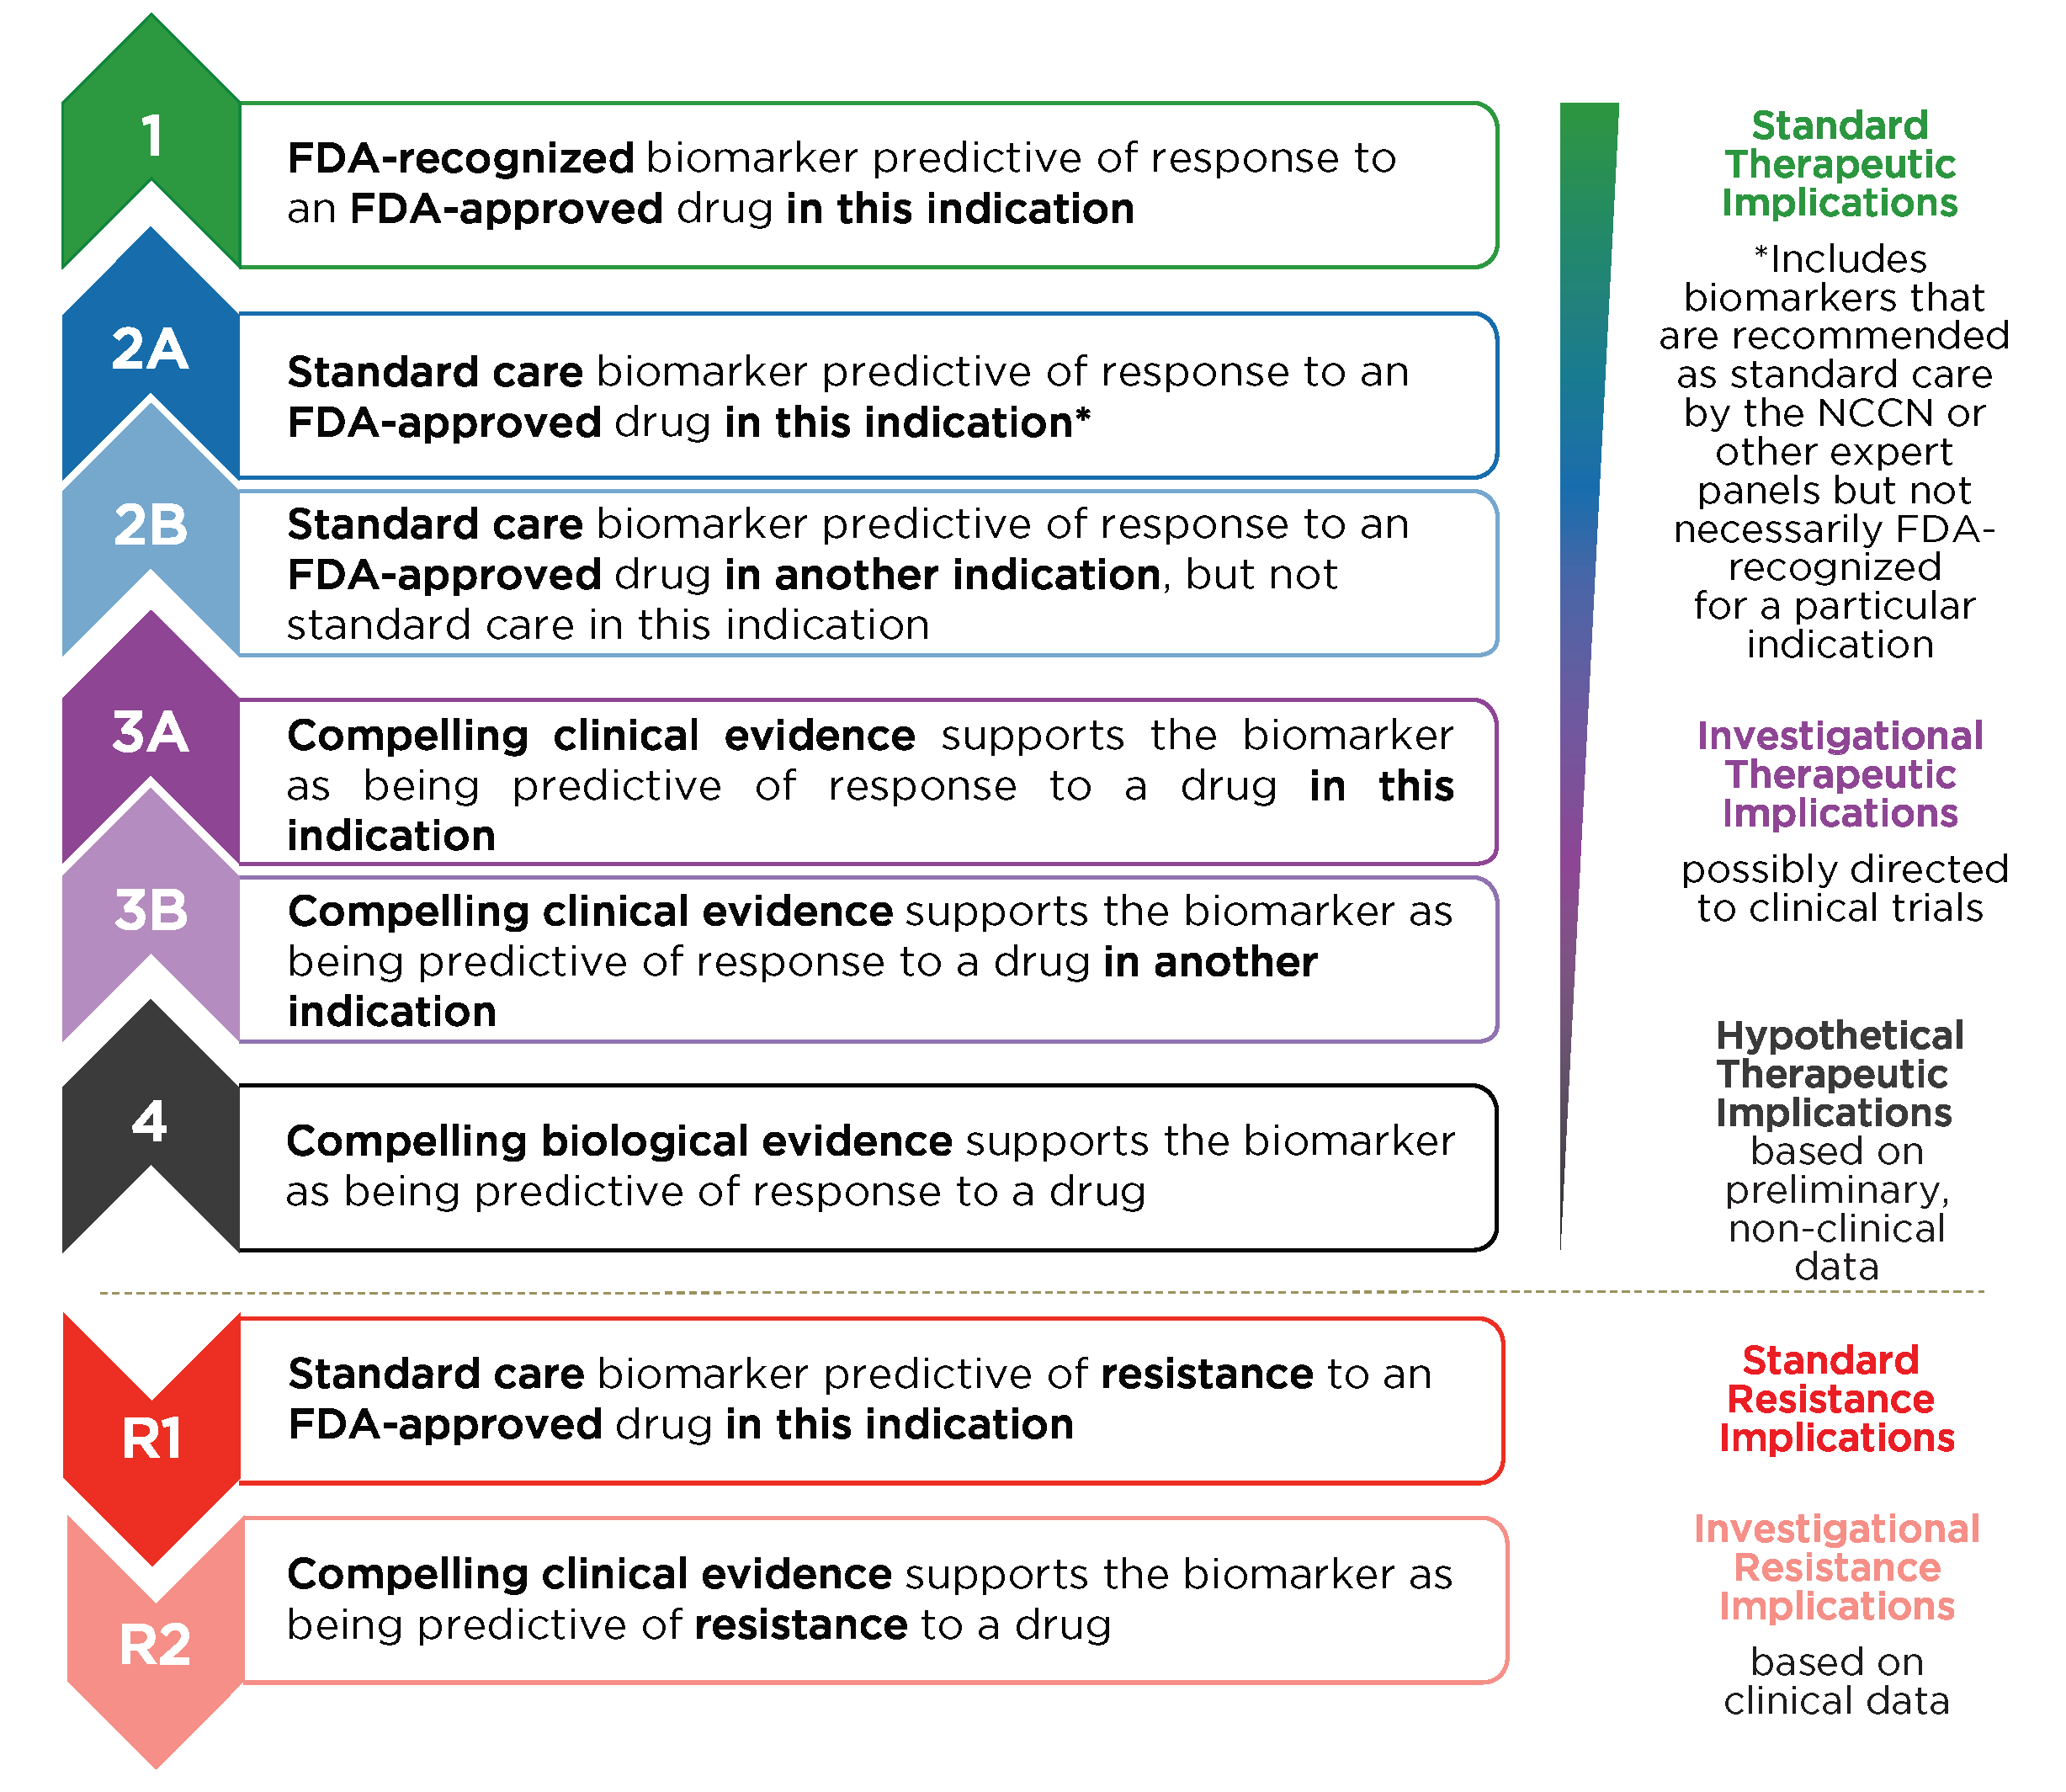 1
FDA-recognized biomarker predictive of response to
an FDA-approved drug in this indication
2A
Standard care biomarker predictive of response to an
FDA-approved drug in this indication*
2B
Standard care biomarker predictive of response to an
FDA-approved drug in another indication, but not
standard care in this indication
3A
Compelling clinical evidence supports the biomarker
as being predictive of response to a drug in this
indication
3B
Compelling clinical evidence supports the biomarker as
being predictive of response to a drug in another
indication
4
Compelling biological evidence supports the biomarker
as being predictive of response to a drug
R1
Standard care biomarker predictive of resistance to an
FDA-approved drug in this indication
R2
Compelling clinical evidence supports the biomarker as
being predictive of resistance to a drug
Standard
Therapeutic
Implications
*Includes
biomarkers that
are recommended
as standard care
by the NCCN or
other expert
panels but not
necessarily FDA-
recognized
for a particular
indication
Investigational
Therapeutic
Implications
possibly directed
to clinical trials
Hypothetical
Therapeutic
Implications
based on
preliminary,
non-clinical
data
Standard
Resistance
Implications
Investigational
Resistance
Implications
based on
clinical data